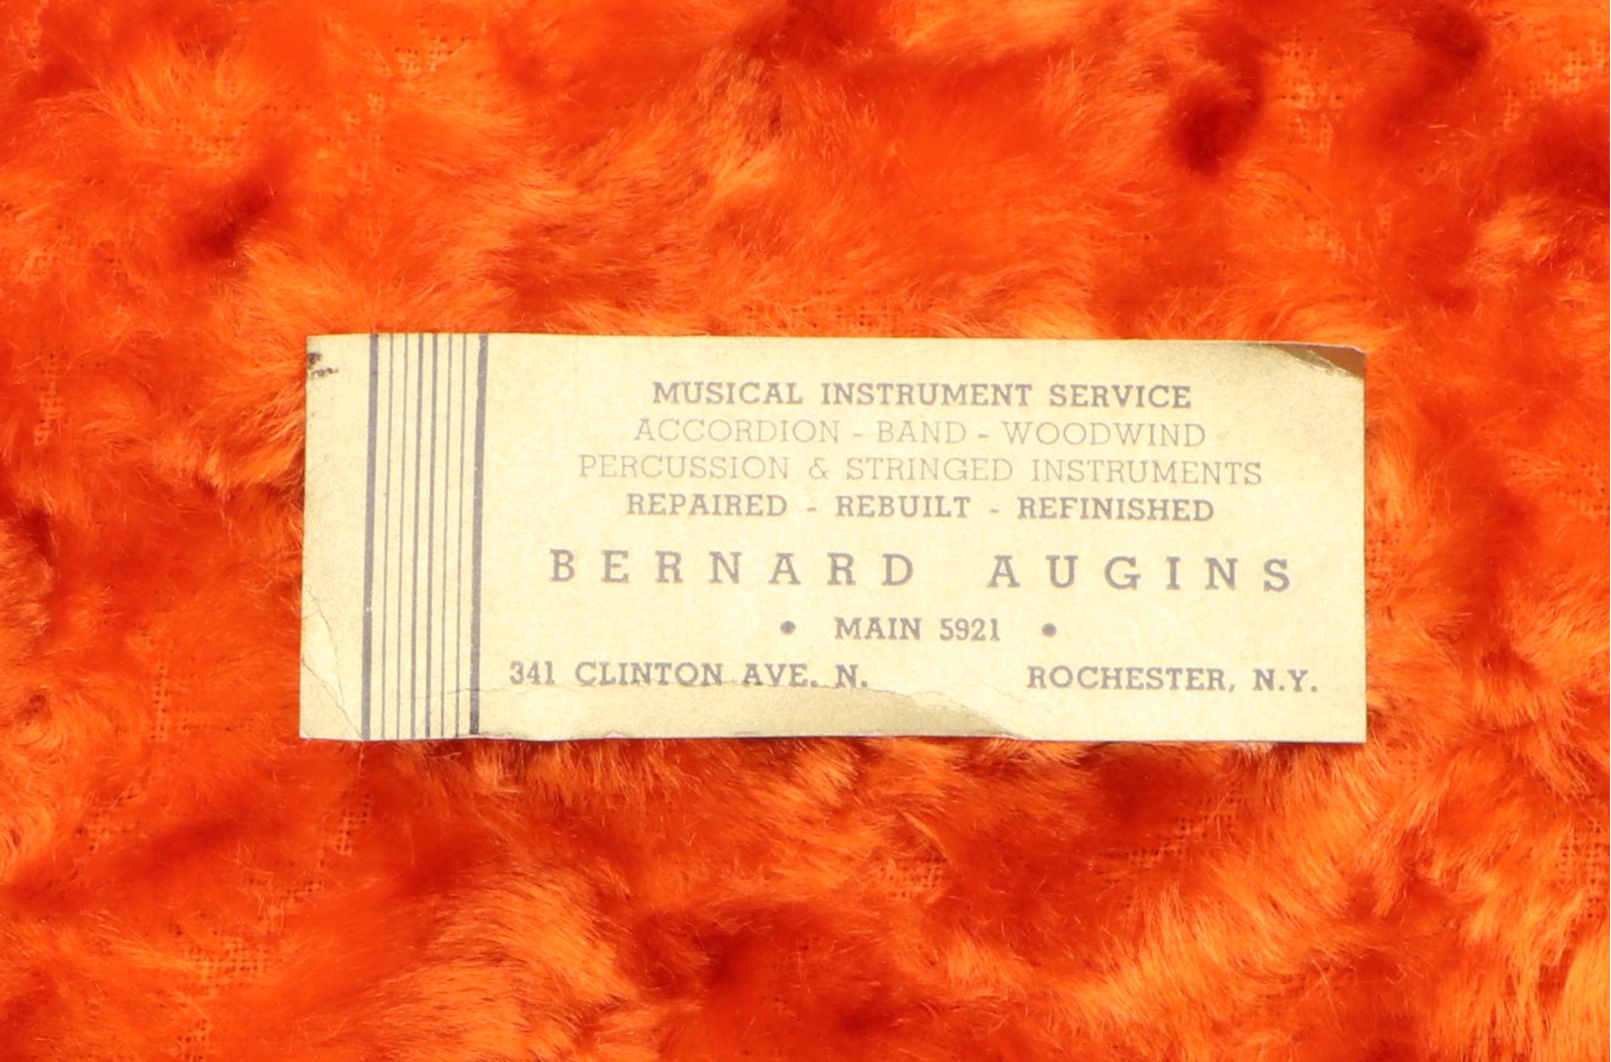 MUSICAL INSTRUMENT SERVICE
ACCORDION - BAND - WOODWIND
PERCUSSION & STRINGED INSTRUMENTS
REPAIRED - REBUILT - REFINISHED
BERNARD AUGINS
• MAIN 5921 •
341 CLINTON AVE. N. ROCHESTER, N.Y.